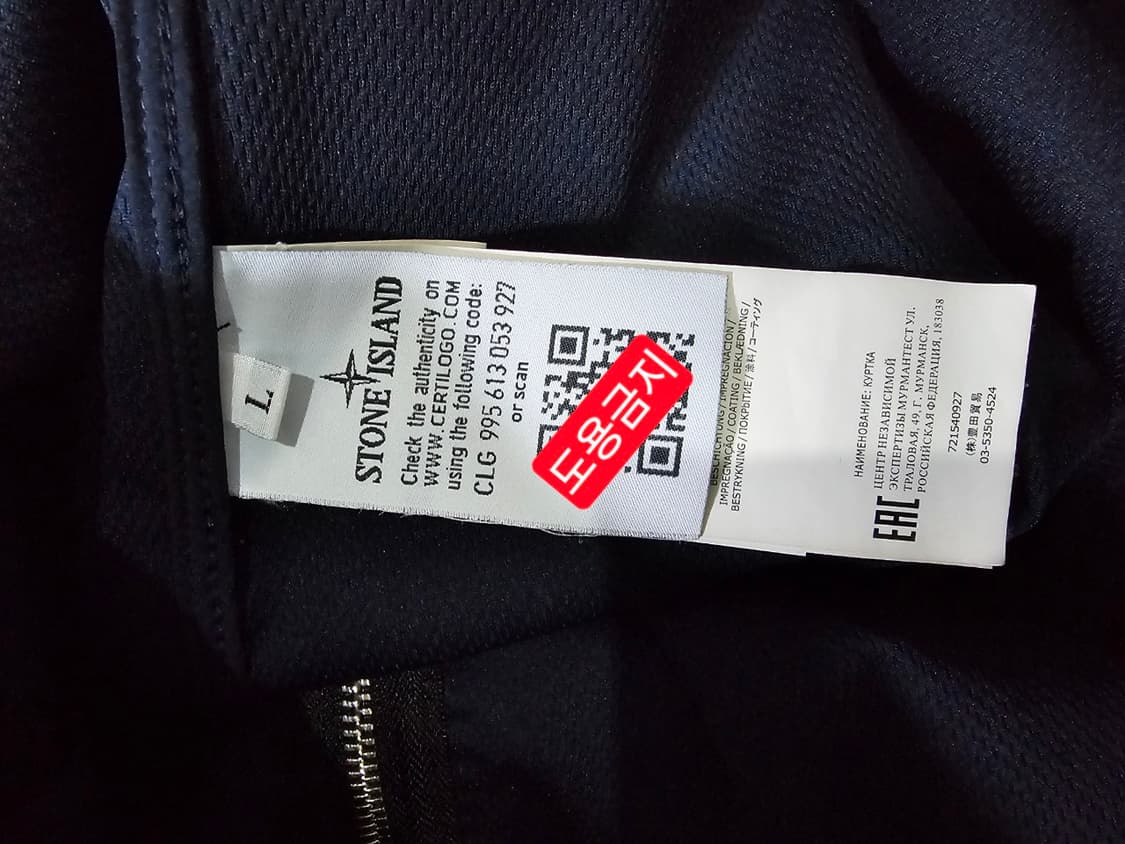 L
STONE ISLAND
Check the authenticity on
WWW.CERTILOGO.COM
using the following code:
CLG 995 613 053 927
or scan
도용금지
BESCHICHTUNG / IMPREGNACION /
IMPREGNAÇÃO / COATING / BEKLÆDNING /
BESTRYKNING / ПОКРЫТИЕ / 涂料 / コーティング
НАИМЕНОВАНИЕ: КУРТКА
ЦЕНТР НЕЗАВИСИМОЙ
ЭКСПЕРТИЗЫ МУРМАНТЕСТ УЛ.
ТРАЛОВАЯ, 49, Г. МУРМАНСК,
РОССИЙСКАЯ ФЕДЕРАЦИЯ, 183038
EAC
721540927
(株)豊田貿易
03-5350-4524